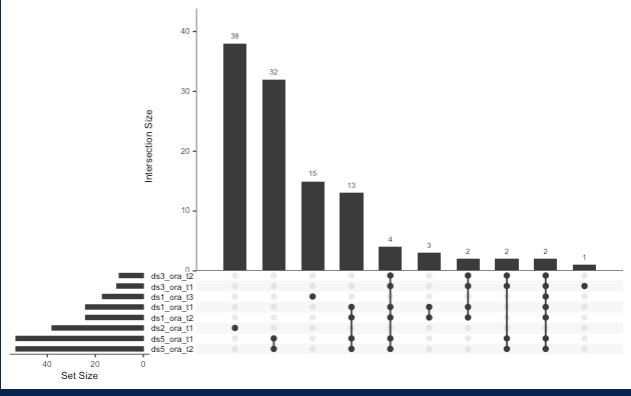 40
38
32
30
Intersection Size
20
15
13
10
4
3
2
2
2
1
0
ds3_ora_t2
ds3_ora_t1
ds1_ora_t3
ds1_ora_t1
ds1_ora_t2
ds2_ora_t1
ds5_ora_t1
ds5_ora_t2
40 20 0
Set Size